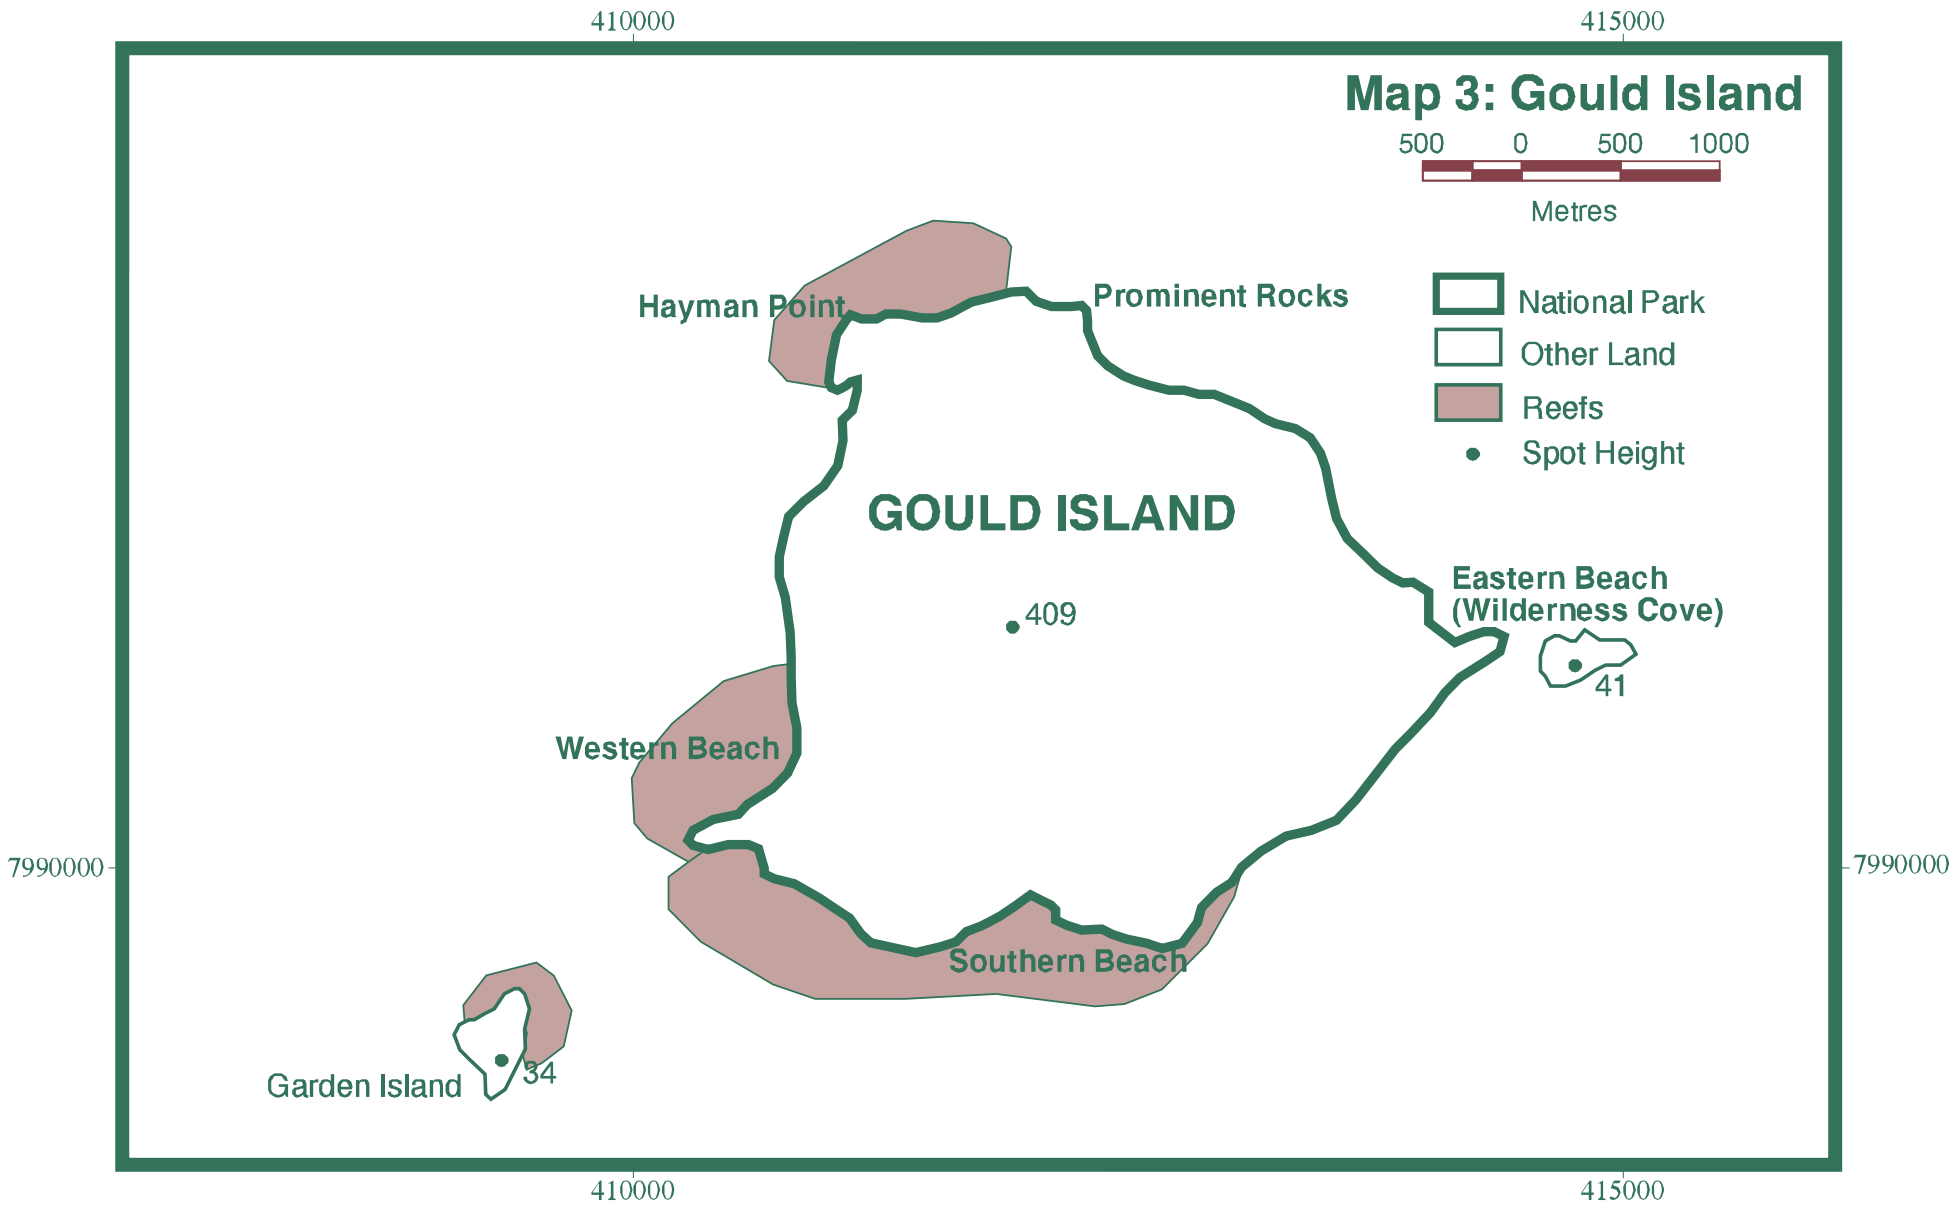 410000
415000
Map 3: Gould Island
500 0 500 1000
Metres
Hayman Point
Prominent Rocks
National Park
Other Land
Reefs
Spot Height
GOULD ISLAND
Eastern Beach
(Wilderness Cove)
409
41
Western Beach
7990000
7990000
Southern Beach
34
Garden Island
410000
415000